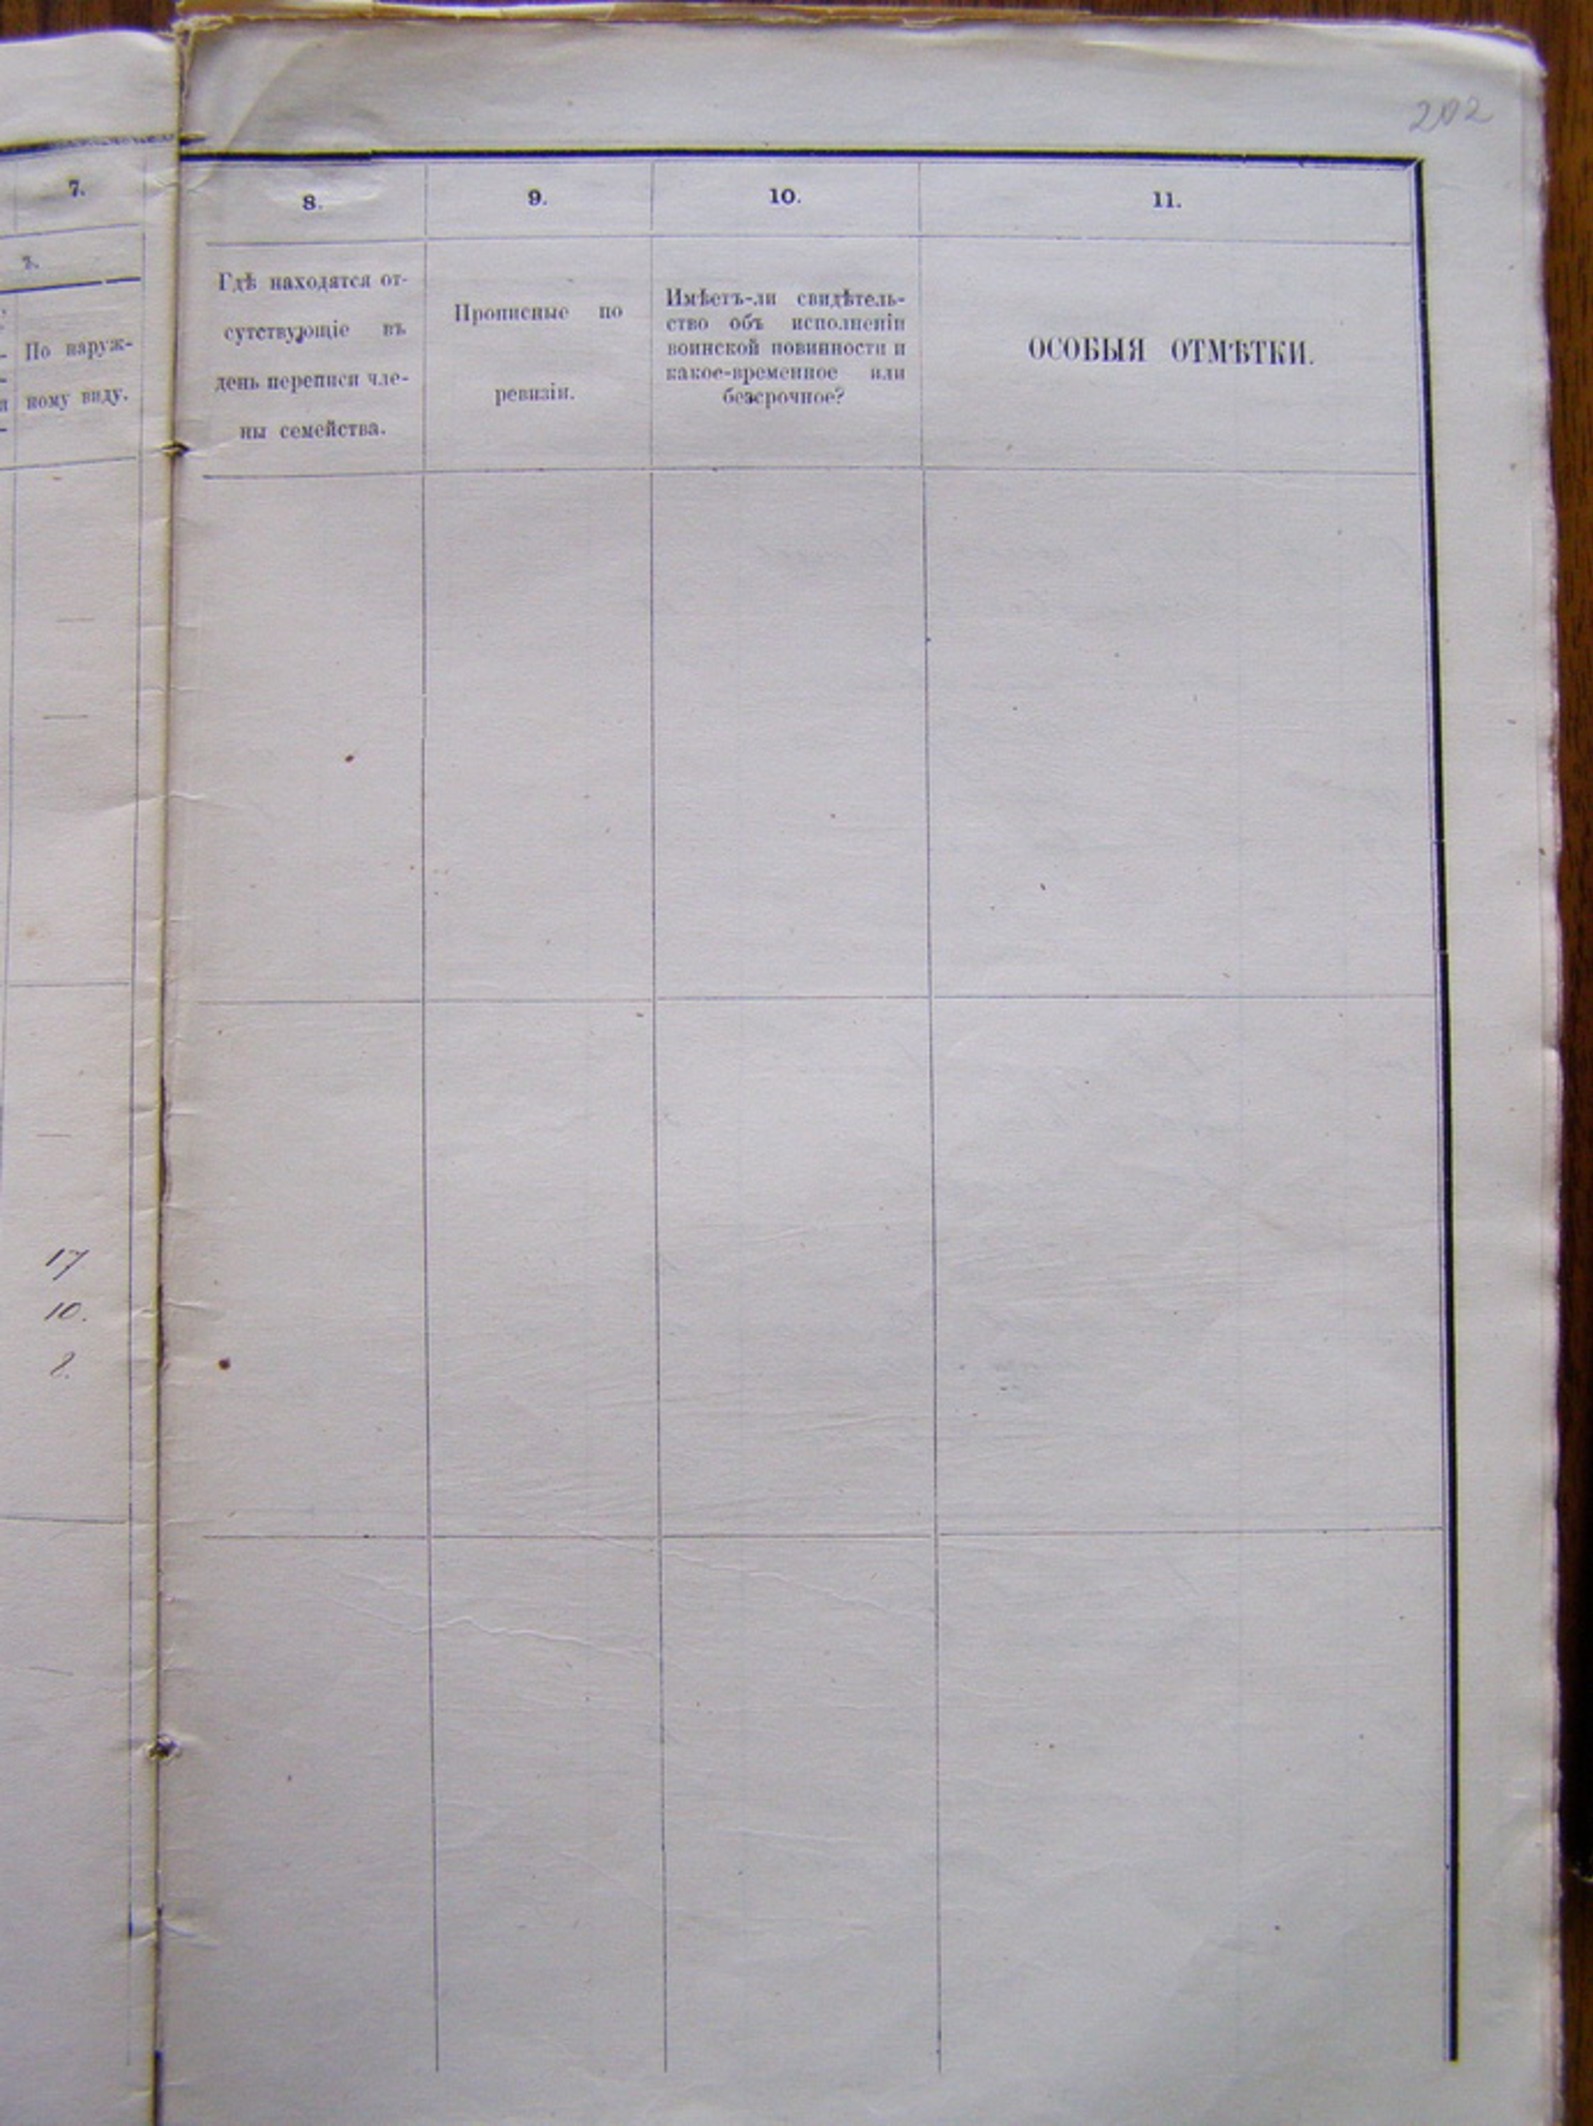 202
7.
ъ.
По наруж-
ному виду.
17
10.
8.
8.
Гдѣ находятся от-
сутствующіе въ
день переписи чле-
ны семейства.
9.
Прописные по
ревизіи.
10.
Имѣетъ-ли свидѣтель-
ство объ исполненіи
воинской повинности и
какое-временное или
безсрочное?
11.
ОСОБЫЯ ОТМѢТКИ.